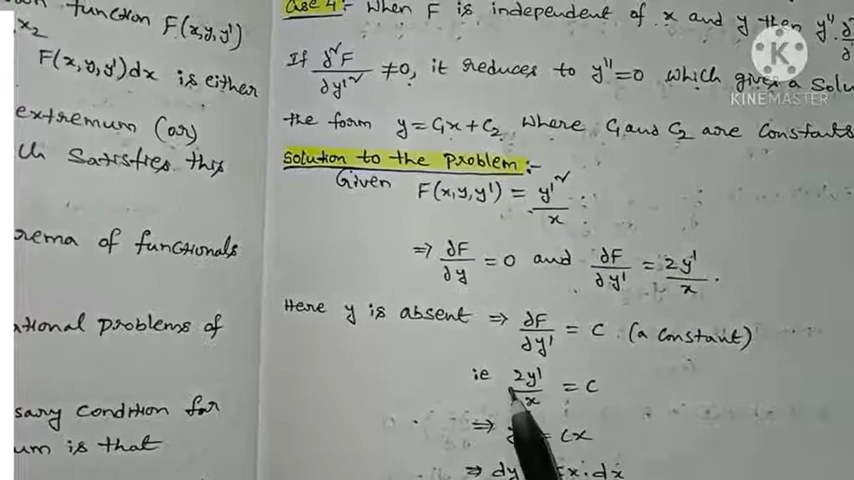 function F(x,y,y')
x₂
F(x,y,y')dx is either
extremum (or)
Satisfies this
rema of functionals
ational problems of
ssary condition for
um is that
Case 4:- When F is independent of x and y then y''.
If ∂²F/∂y'² ≠0, it reduces to y''=0 which gives a Solu
the form y=C₁x+C₂, where C₁ and C₂ are constants
solution to the problem:-
Given F(x,y,y') = y'²/x
⇒ ∂F/∂y = 0 and ∂F/∂y' = 2y'/x.
Here y is absent ⇒ ∂F/∂y' = C (a constant)
ie 2y'/x = C
⇒ = Cx
⇒ dy x.dx
K
KINEMASTER